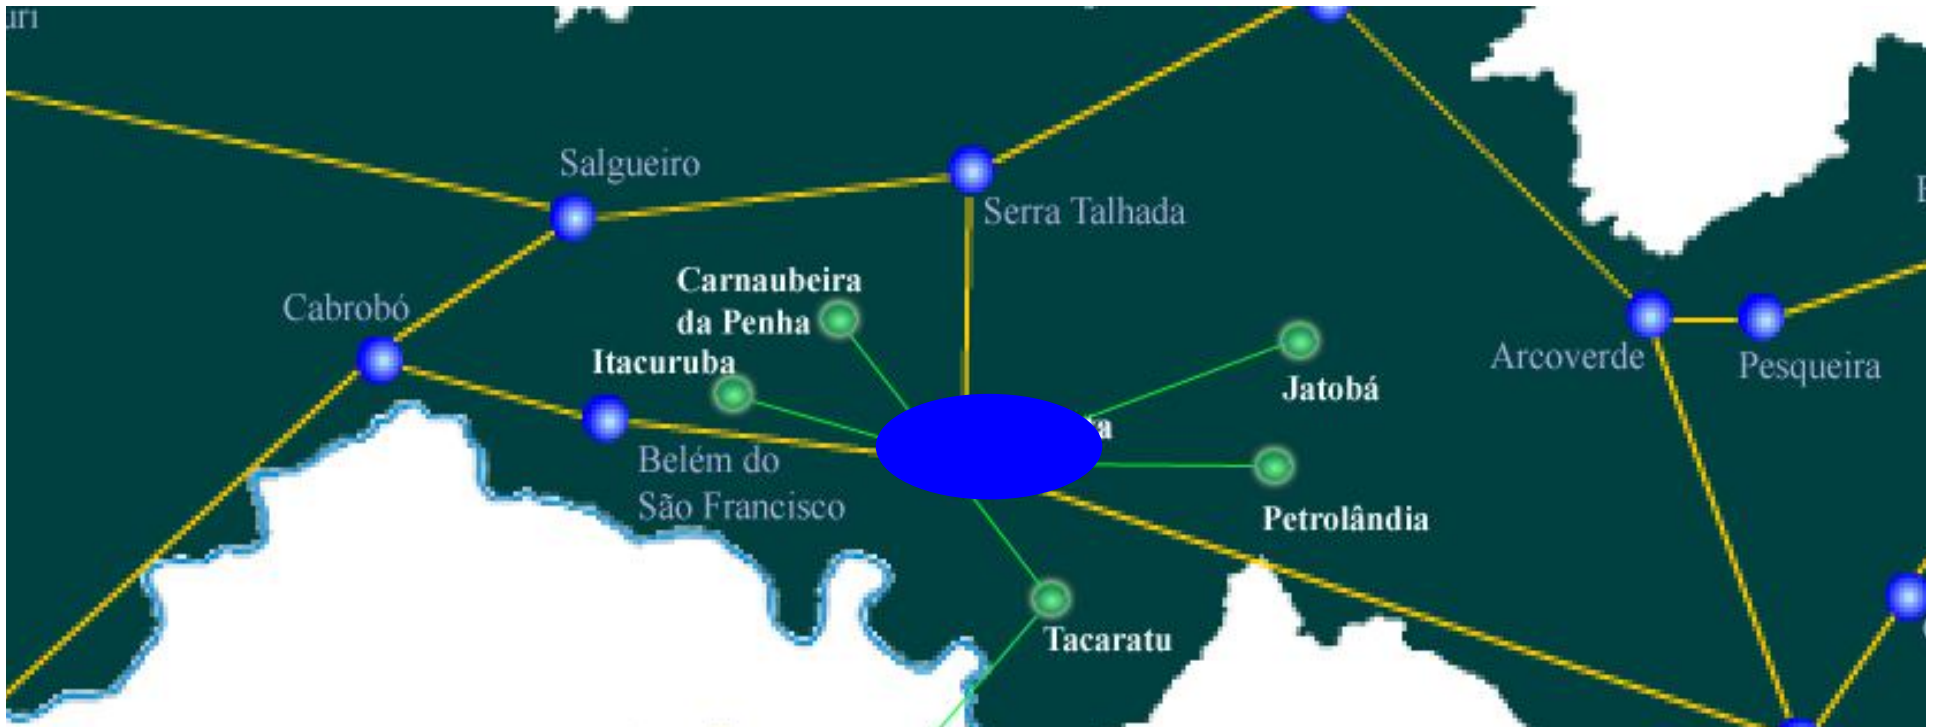 Salgueiro
Serra Talhada
Carnaubeira
da Penha
Cabrobó
Itacuruba
Jatobá
Arcoverde
Pesqueira
Belém do
São Francisco
Petrolândia
Tacaratu